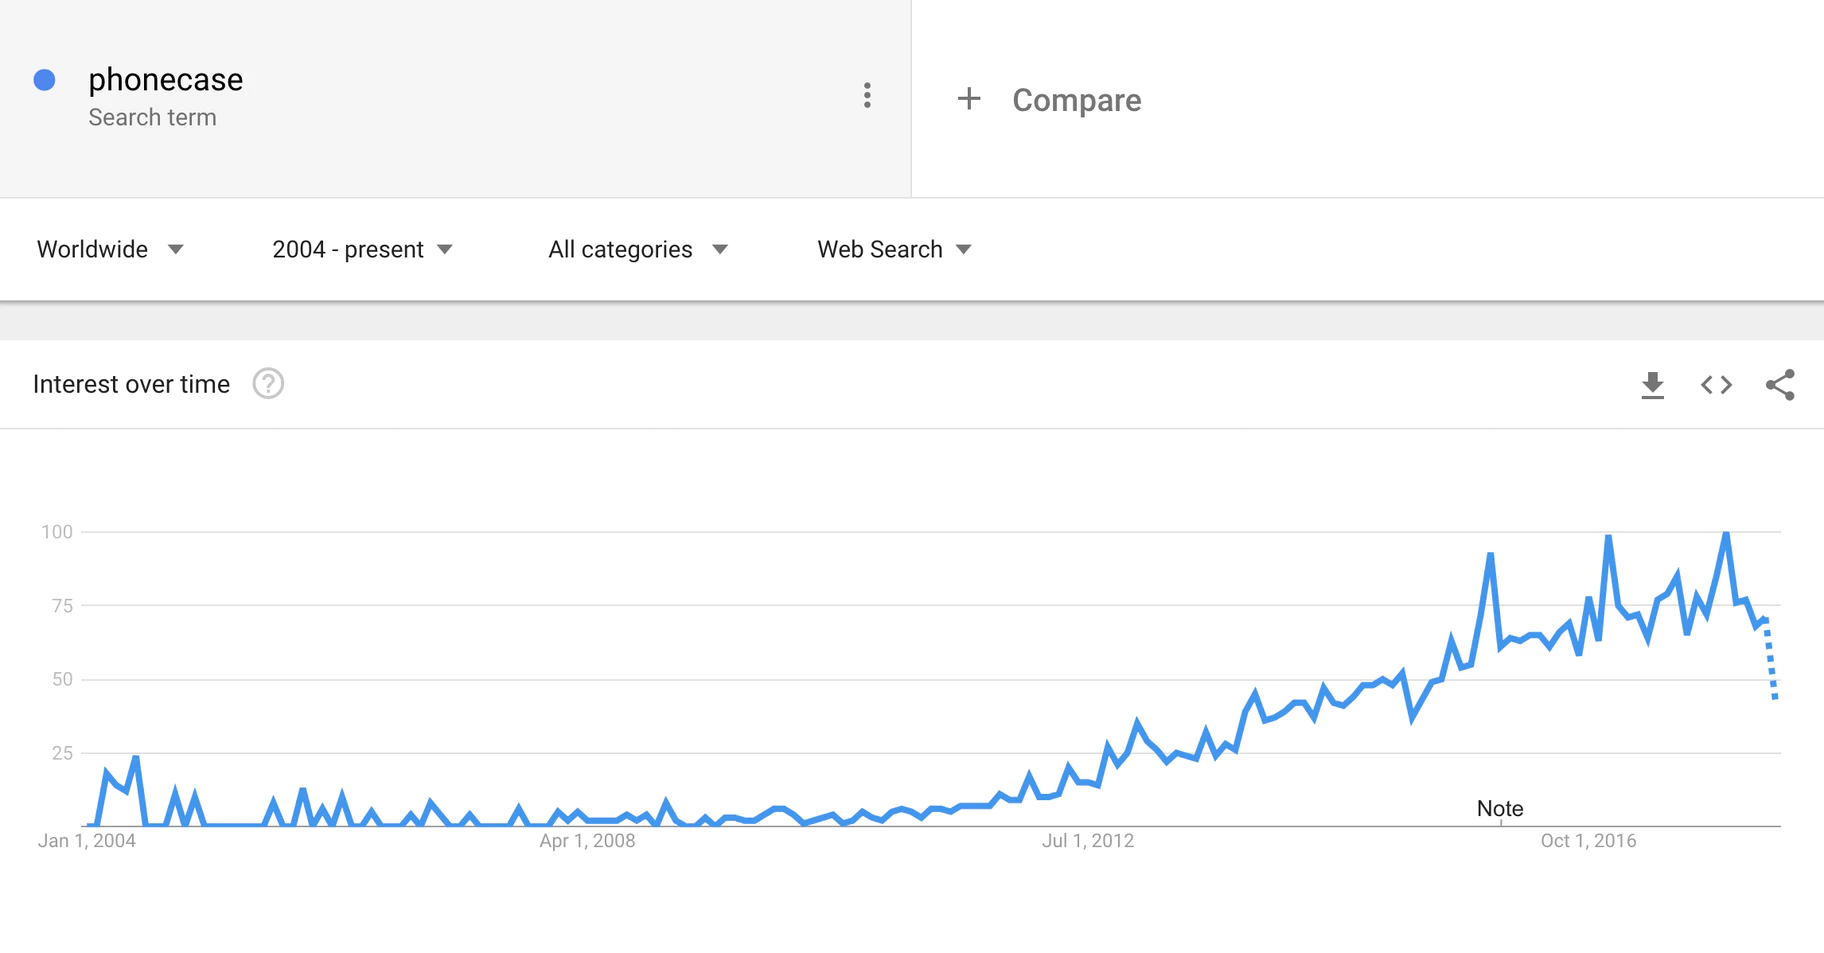 phonecase
Search term
+ Compare
Worldwide
2004 - present
All categories
Web Search
Interest over time ?
100
75
50
25
Note
Jan 1, 2004
Apr 1, 2008
Jul 1, 2012
Oct 1, 2016